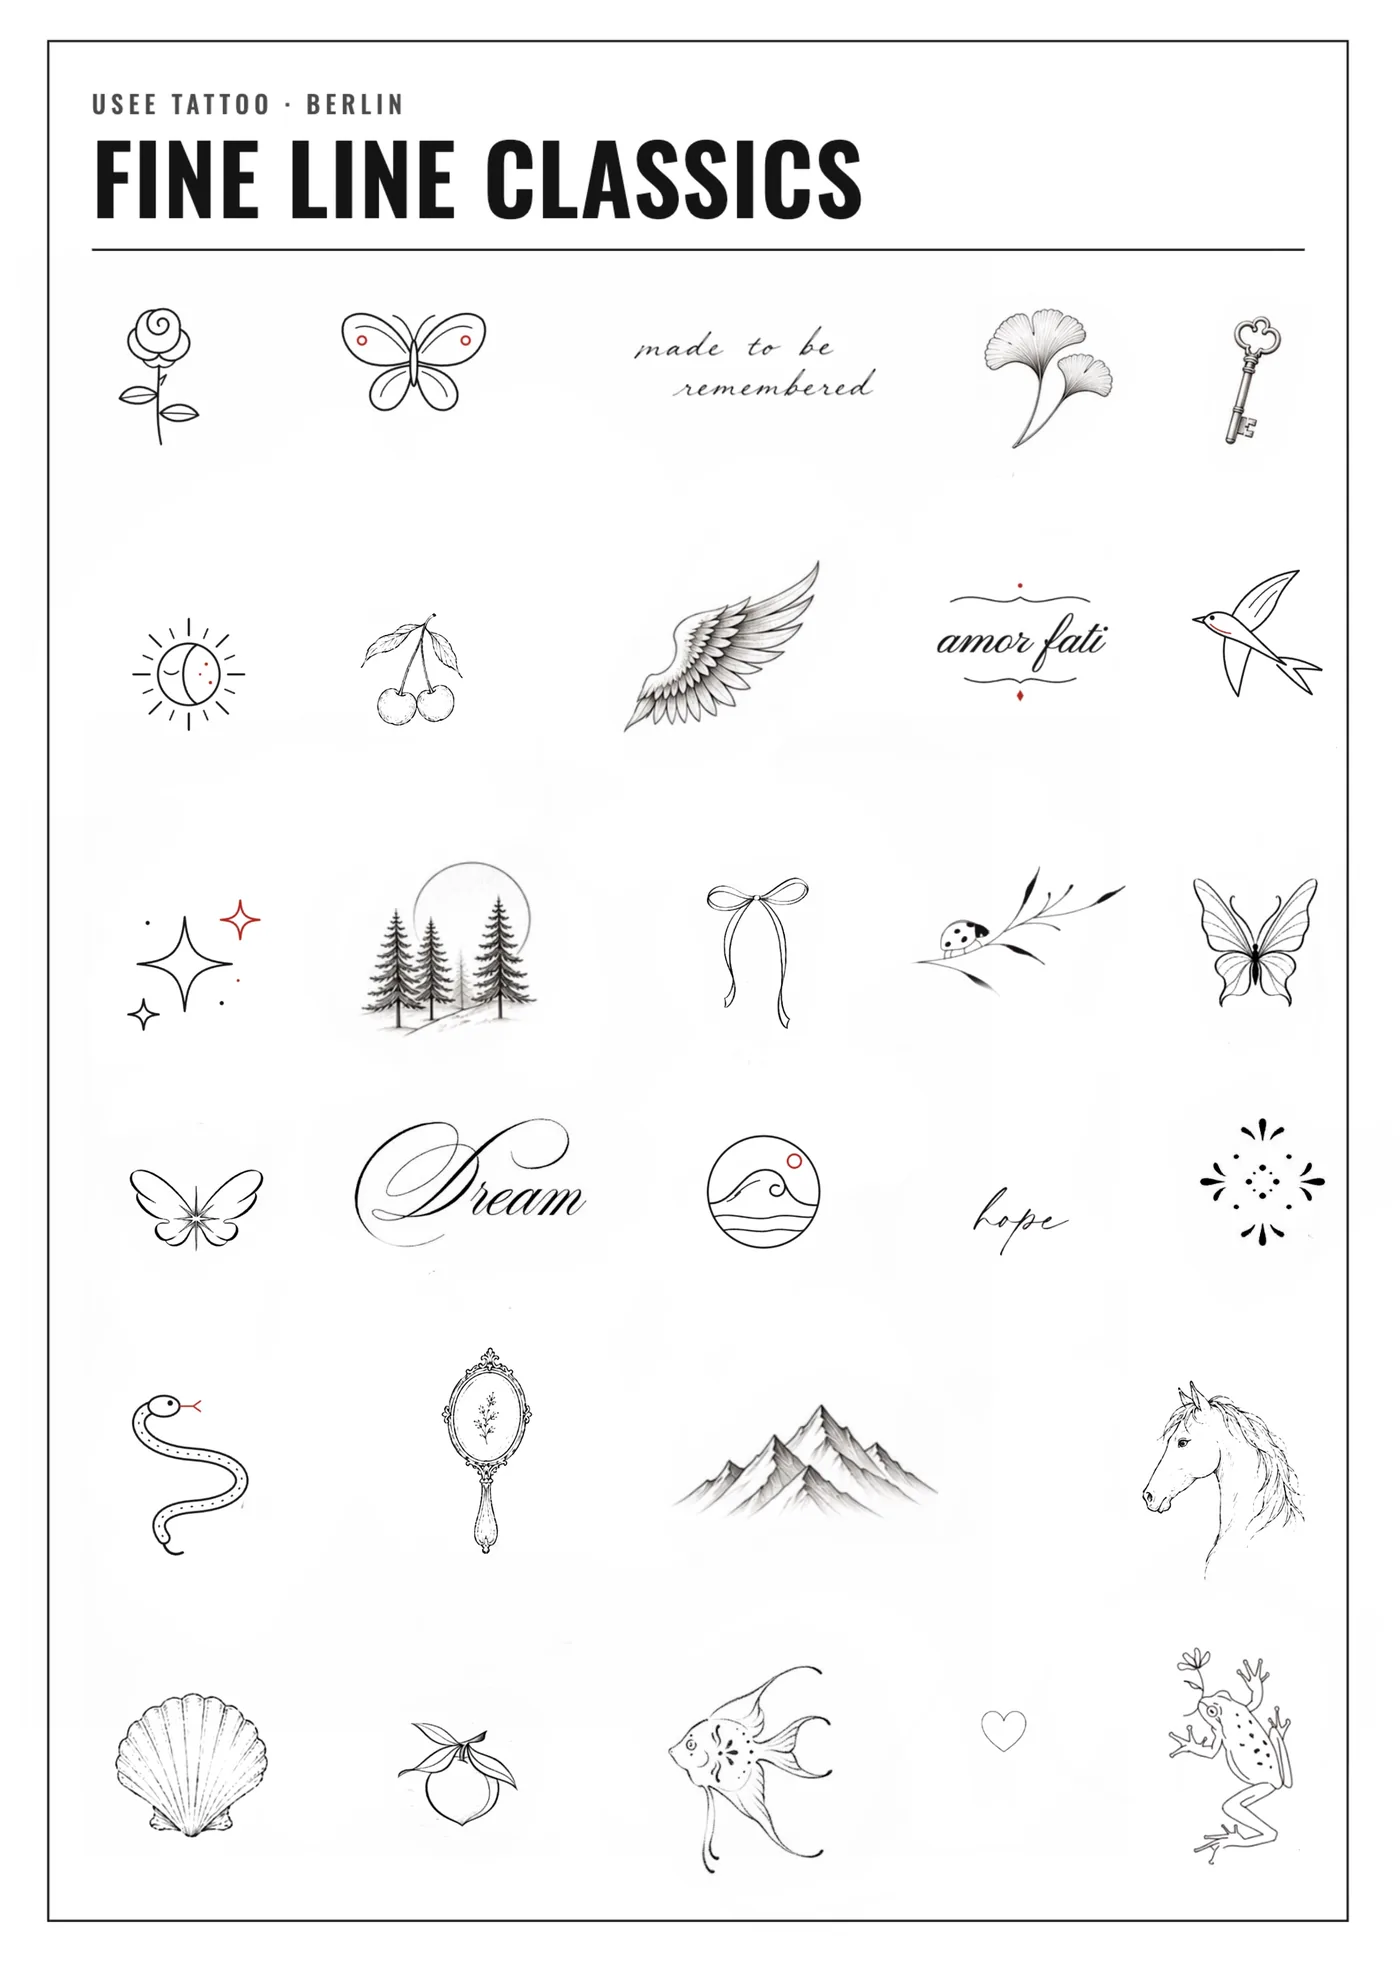 USEE TATTOO · BERLIN
FINE LINE CLASSICS
made to be
remembered
amor fati
Dream
hope